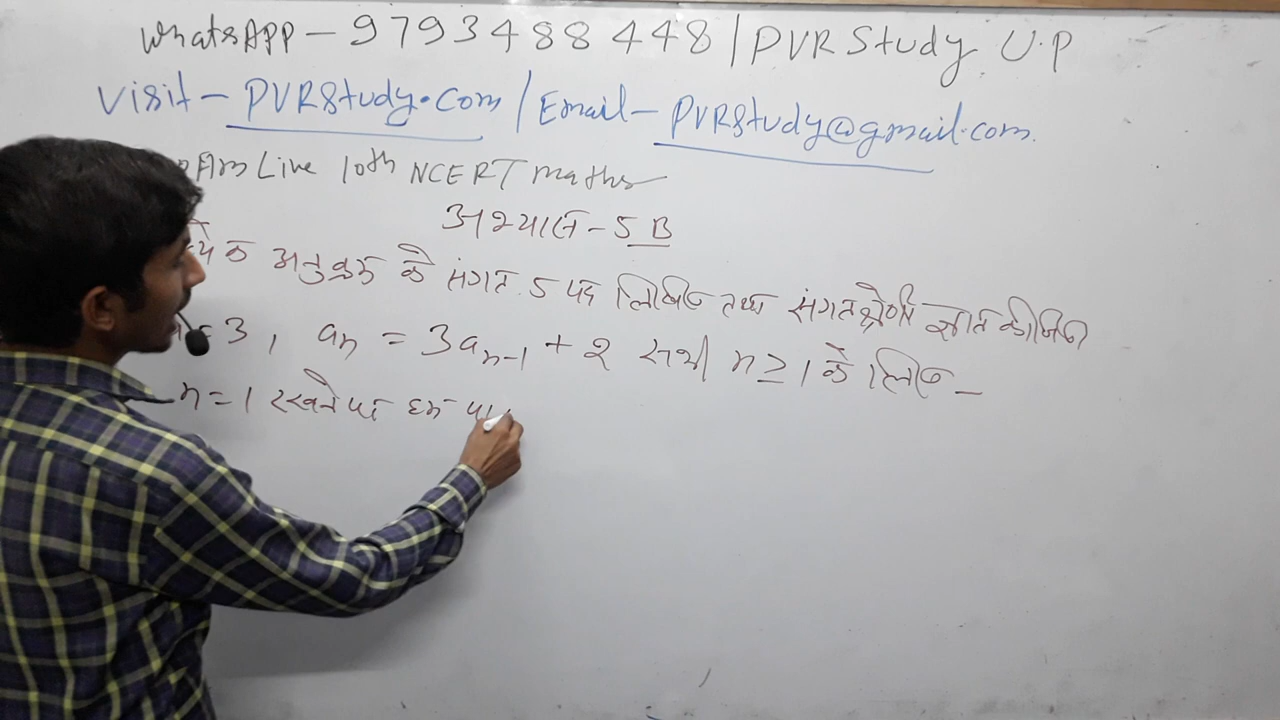 WhatsAPP - 9793488448 | PVR Study U.P
Visit - PVRStudy.com / Email - PVRStudy@gmail.com.
Live 10th NCERT maths
अभ्यास - 5 B
के अनुक्रम के संगत 5 पद लिखिए तथा संगत श्रेणी ज्ञात कीजिए
= 3, an = 3an-1 + 2 सभी n ≥ 1 के लिए -
n = 1 रखने पर हम